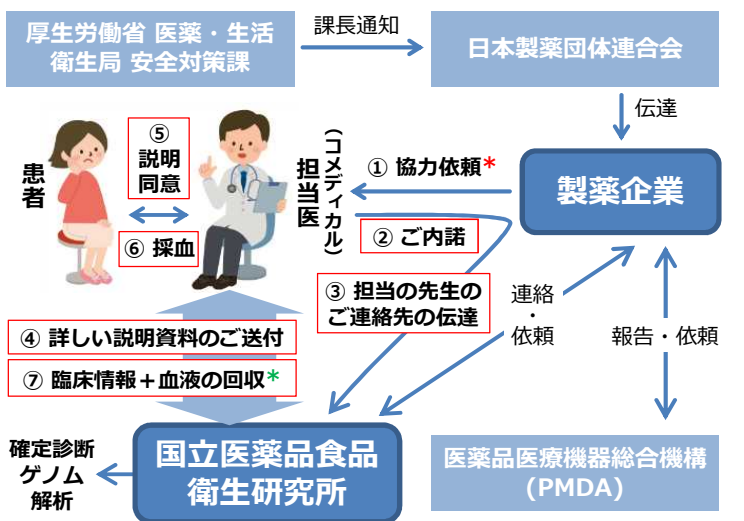 厚生労働省 医薬・生活
衛生局 安全対策課
課長通知
日本製薬団体連合会
伝達
製薬企業
① 協力依頼*
② ご内諾
③ 担当の先生の
ご連絡先の伝達
担当医
(コメディカル)
患者
⑤
説明
同意
⑥ 採血
④ 詳しい説明資料のご送付
⑦ 臨床情報+血液の回収*
連絡
・
依頼
報告・依頼
国立医薬品食品
衛生研究所
確定診断
ゲノム
解析
医薬品医療機器総合機構
(PMDA)